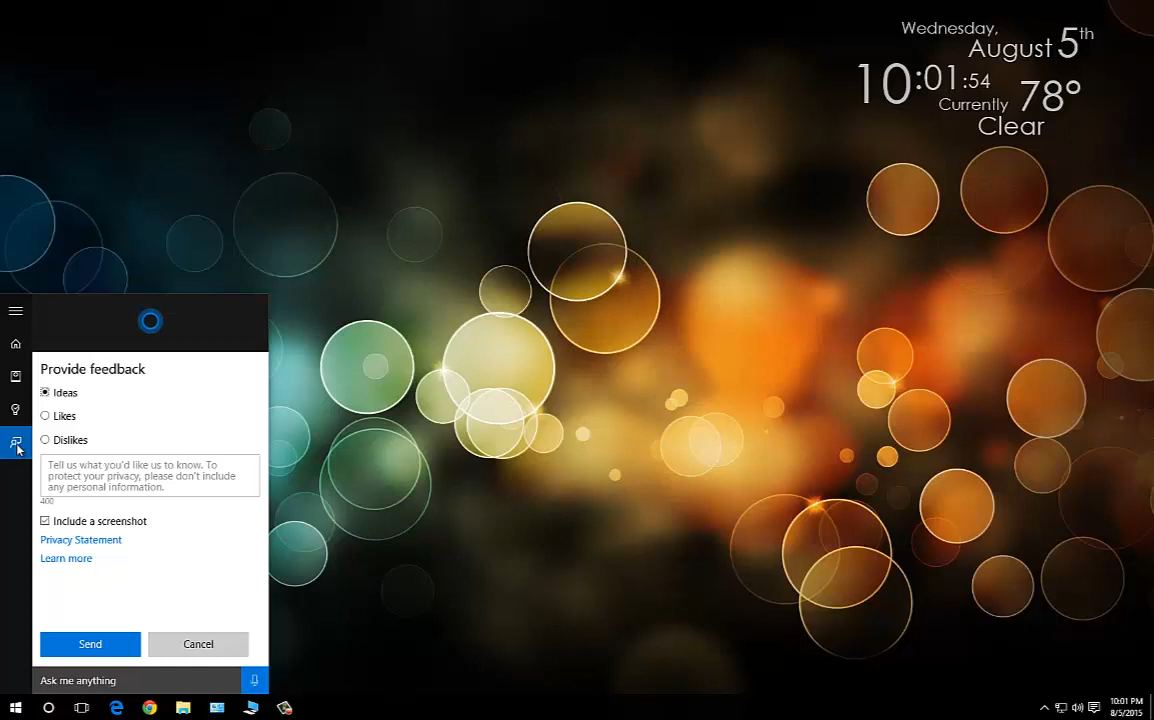 Wednesday,
August 5th
10:01:54
Currently 78°
Clear
Provide feedback
Ideas
Likes
Dislikes
Tell us what you'd like us to know. To
protect your privacy, please don't include
any personal information.
400
Include a screenshot
Privacy Statement
Learn more
Send Cancel
Ask me anything
10:01 PM
8/5/2015